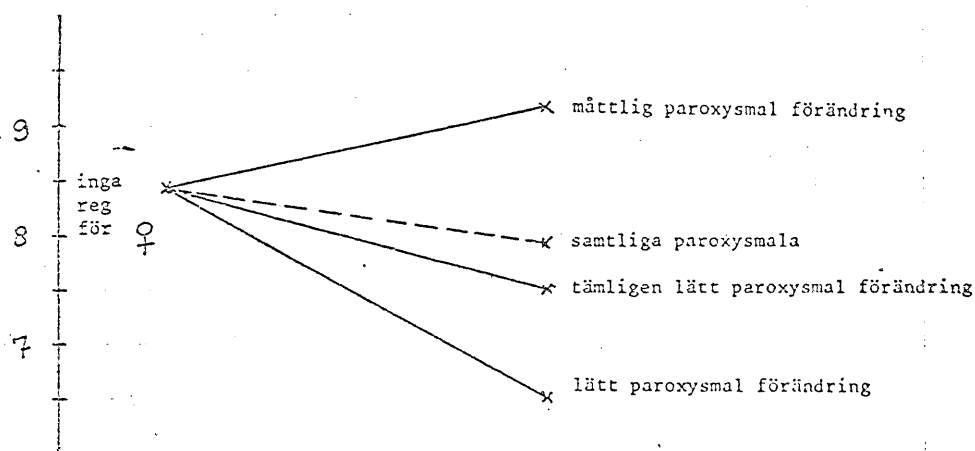 måttlig paroxysmal förändring
9
inga
reg
för ♀
8
samtliga paroxysmala
tämligen lätt paroxysmal förändring
7
lätt paroxysmal förändring